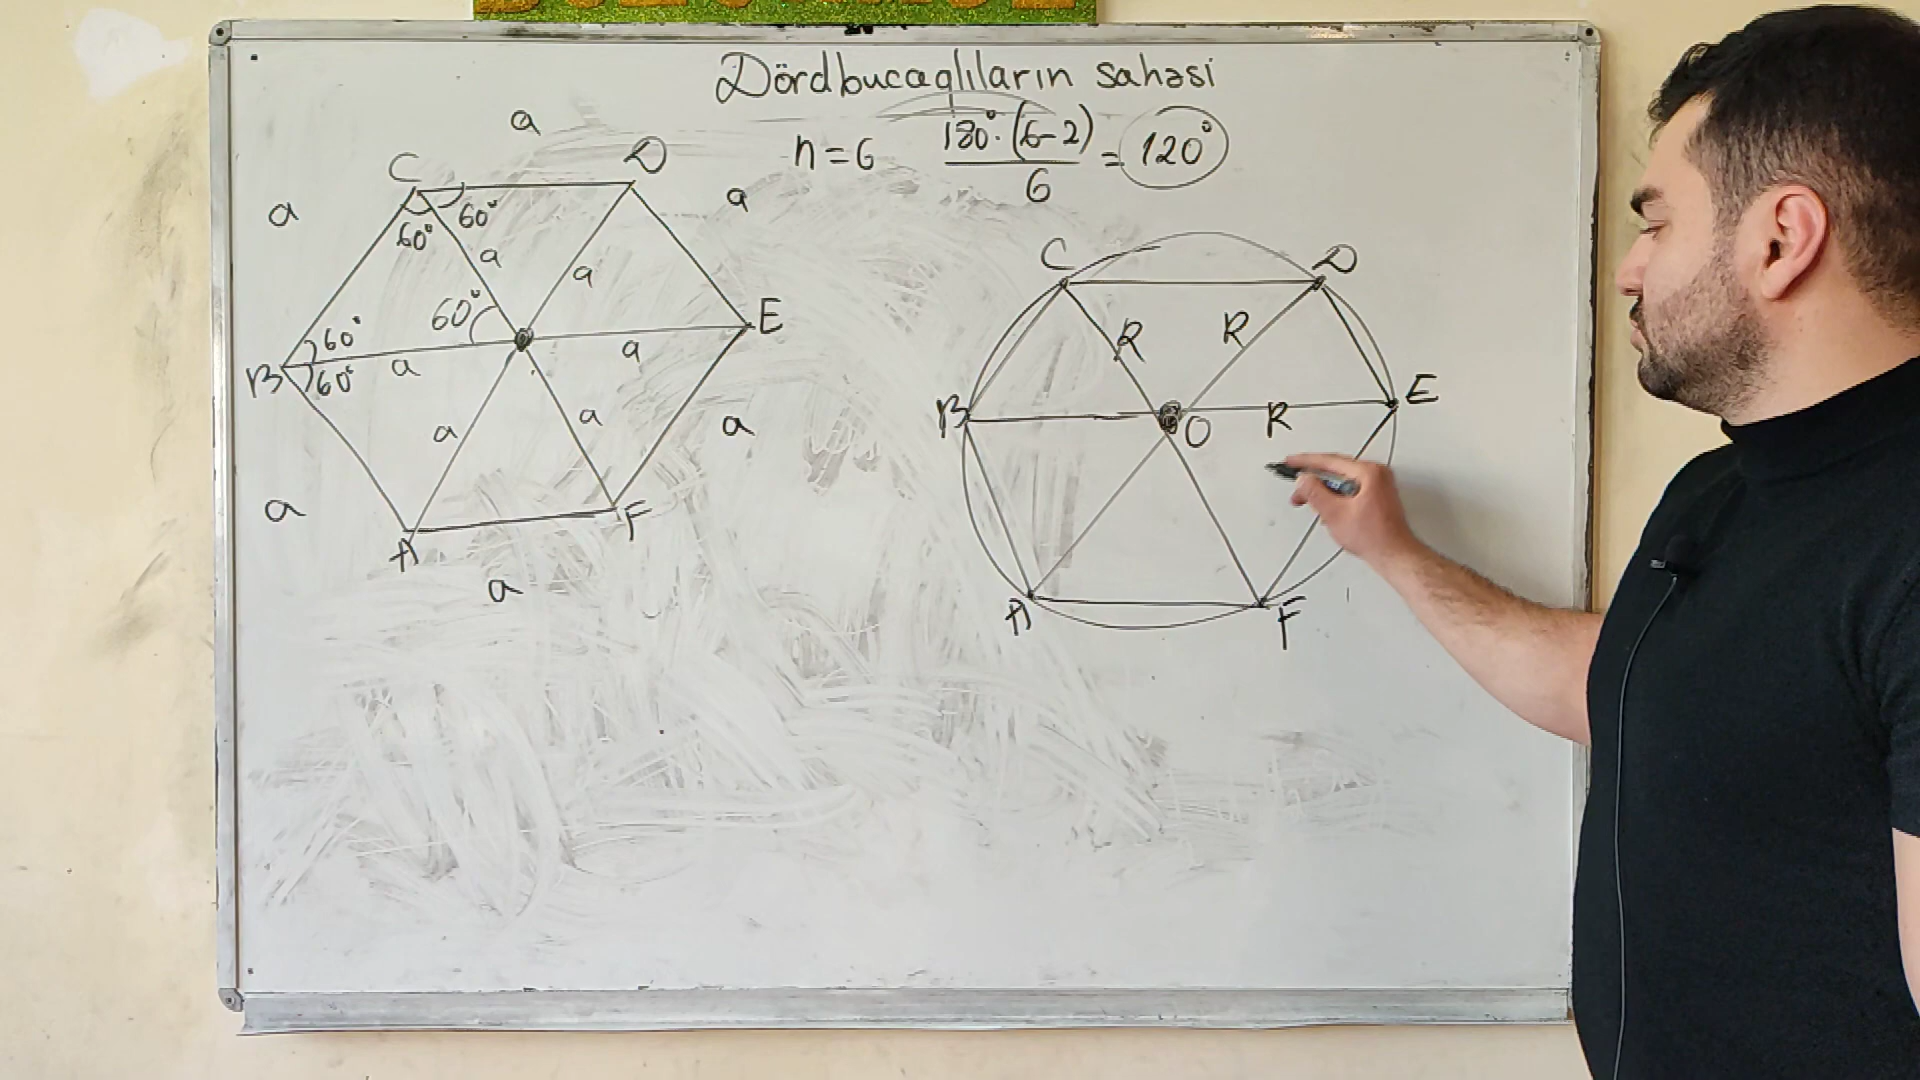 Dördbucaqlıların sahəsi
n=6 180°·(6-2)/6 = 120°
a
C D
a a
60° 60°
a a
60°
60° E
B a a
60°
a a a
a
A F
a
C D
R R
B O R E
A F